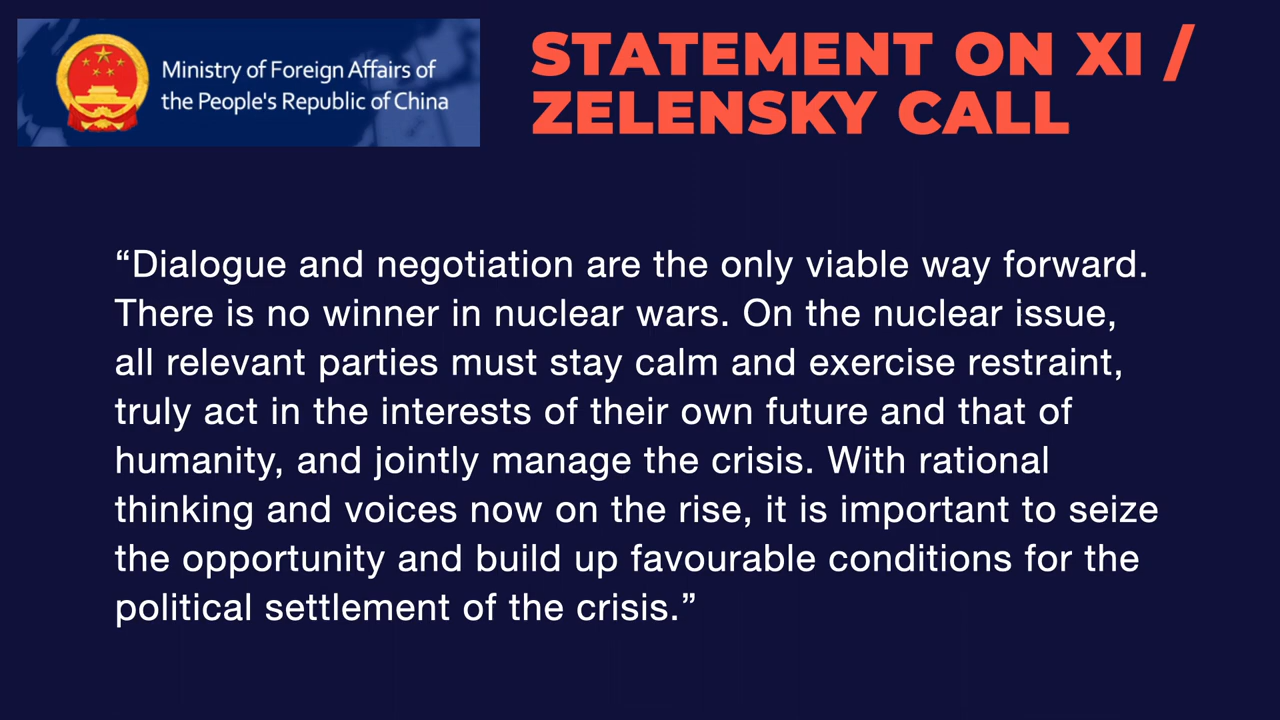 Ministry of Foreign Affairs of
the People's Republic of China
STATEMENT ON XI /
ZELENSKY CALL
“Dialogue and negotiation are the only viable way forward.
There is no winner in nuclear wars. On the nuclear issue,
all relevant parties must stay calm and exercise restraint,
truly act in the interests of their own future and that of
humanity, and jointly manage the crisis. With rational
thinking and voices now on the rise, it is important to seize
the opportunity and build up favourable conditions for the
political settlement of the crisis.”